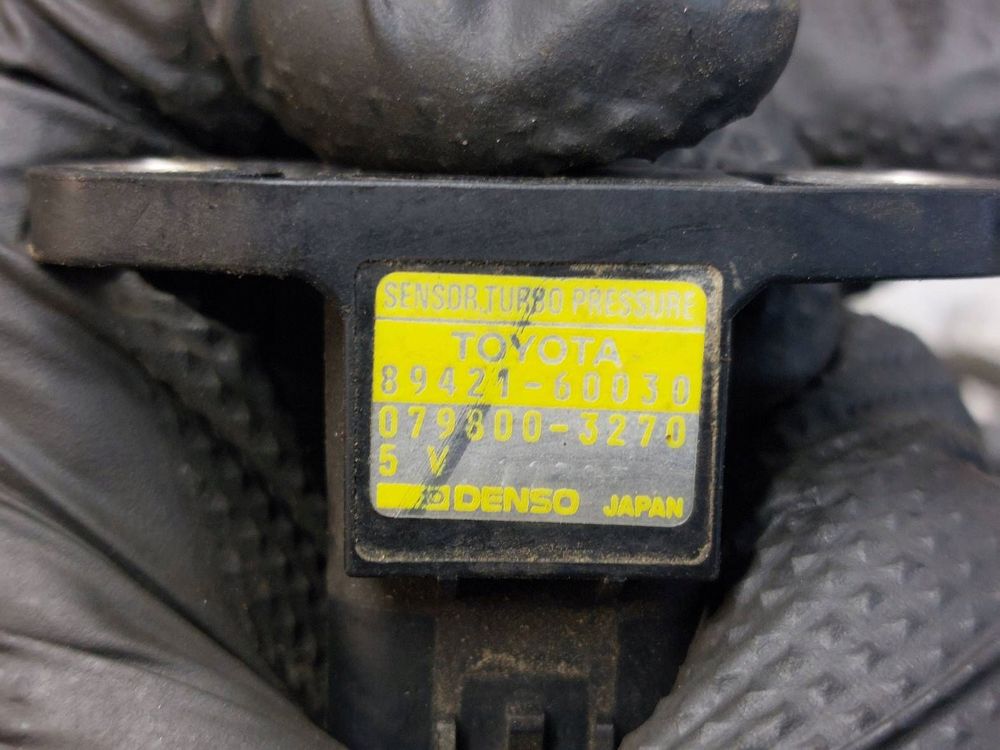 SENSOR,TURBO PRESSURE
TOYOTA
89421-60030
079800-3270
5 V
DENSO JAPAN